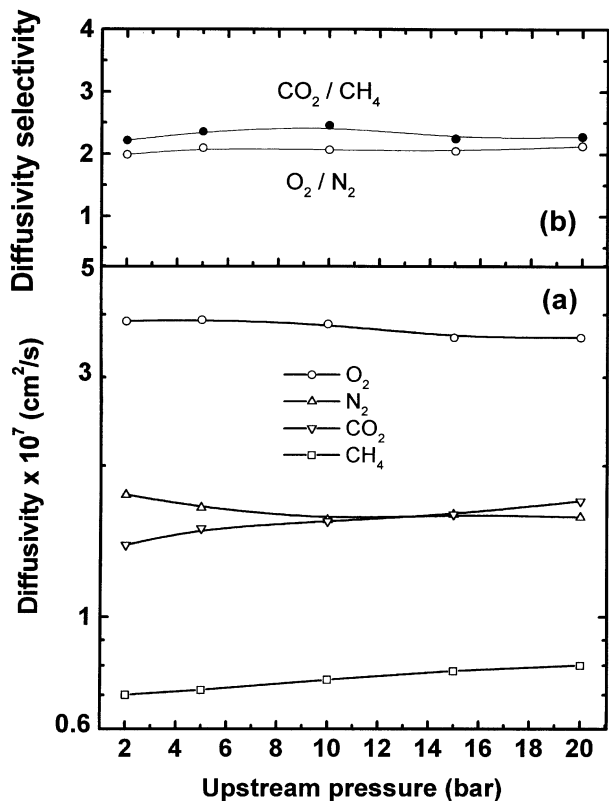 4
3
2
1
Diffusivity selectivity
CO2 / CH4
O2 / N2
(b)
5
3
1
0.6
Diffusivity x 10^7 (cm^2/s)
(a)
O2
N2
CO2
CH4
2 4 6 8 10 12 14 16 18 20
Upstream pressure (bar)